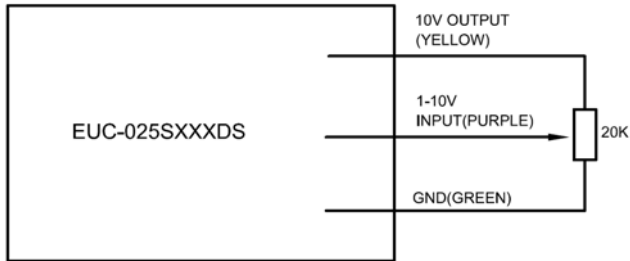 10V OUTPUT
(YELLOW)
1-10V
INPUT(PURPLE)
EUC-025SXXXDS
20K
GND(GREEN)